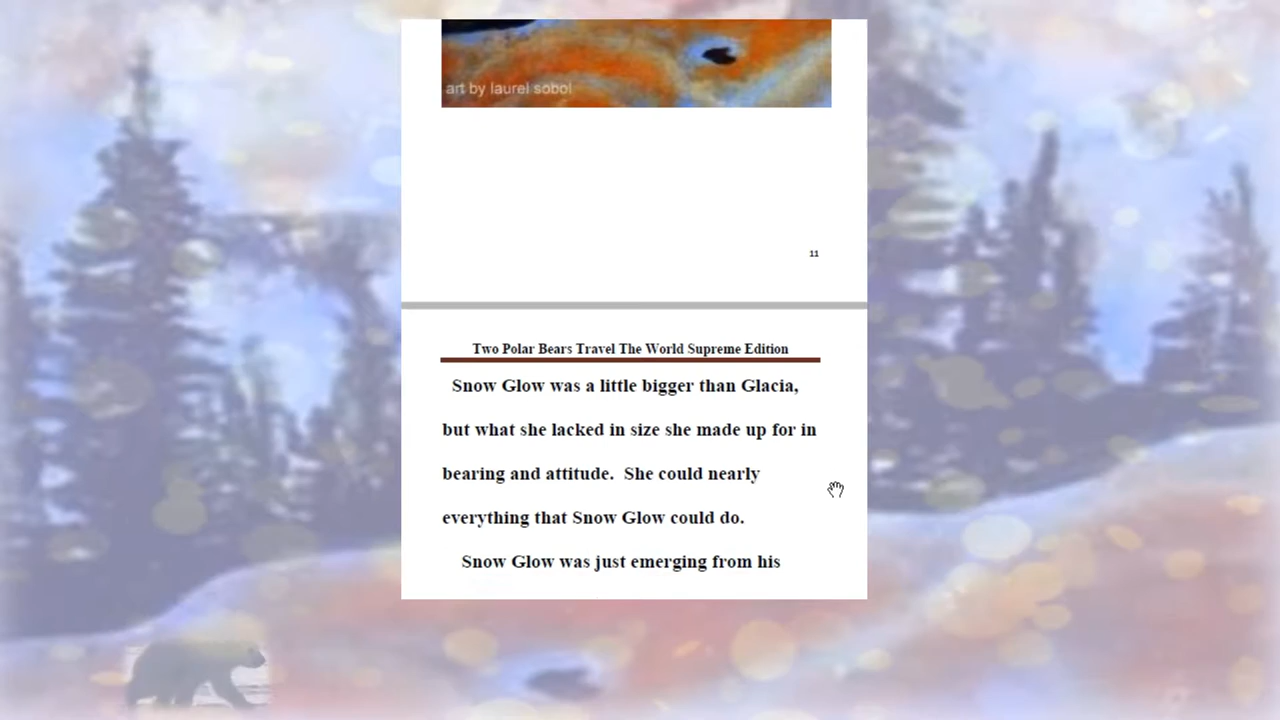 art by laurel sobol
11
Two Polar Bears Travel The World Supreme Edition
Snow Glow was a little bigger than Glacia,
but what she lacked in size she made up for in
bearing and attitude.  She could nearly
everything that Snow Glow could do.
Snow Glow was just emerging from his